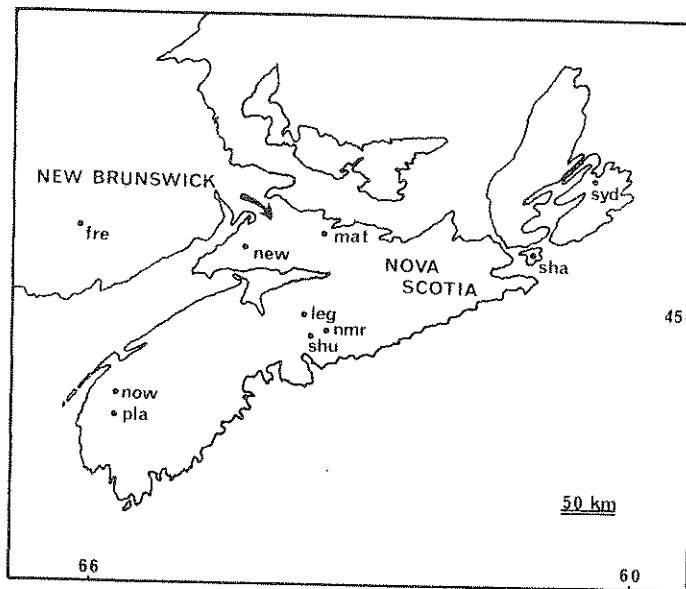 NEW BRUNSWICK
syd
fre
mat
new
NOVA
SCOTIA
sha
leg
nmr
shu
45
now
pla
50 km
66
60